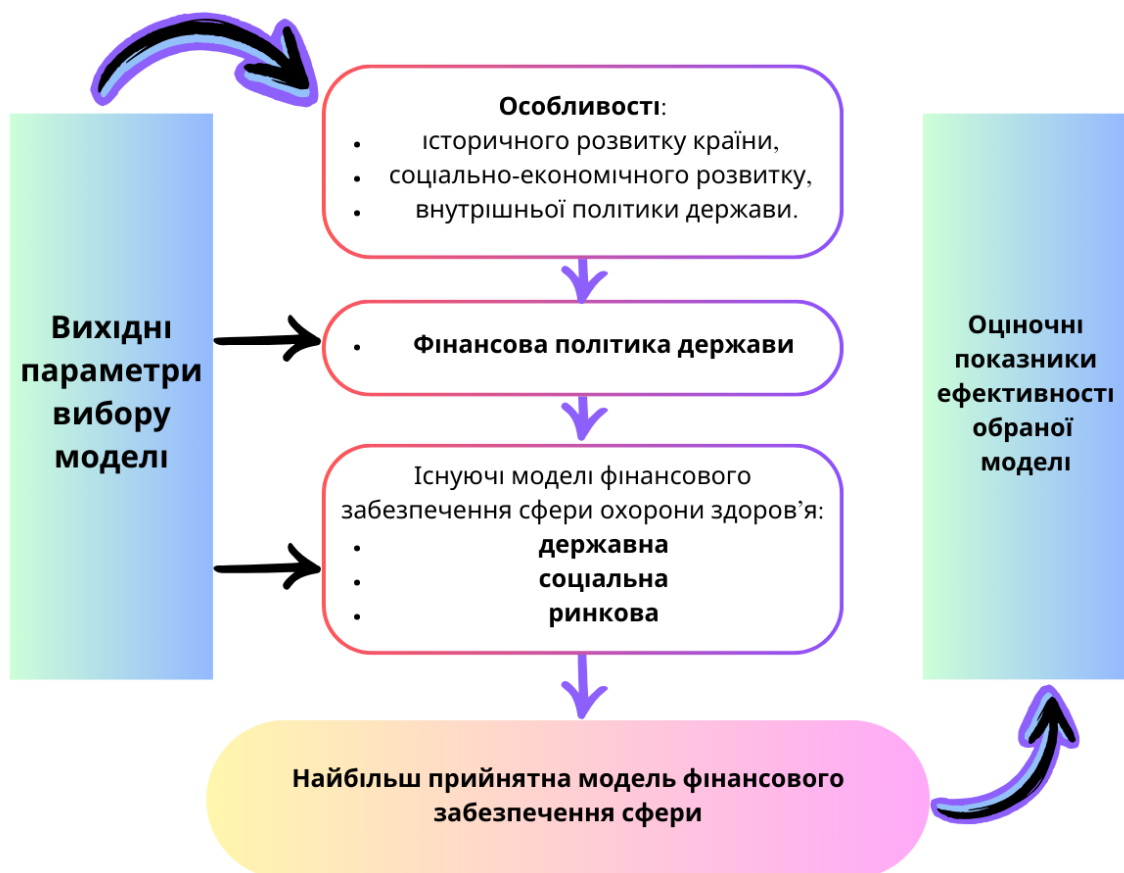 Особливості:
• історичного розвитку країни,
• соціально-економічного розвитку,
• внутрішньої політики держави.
Вихідні
параметри
вибору
моделі
• Фінансова політика держави
Існуючі моделі фінансового
забезпечення сфери охорони здоров’я:
• державна
• соціальна
• ринкова
Найбільш прийнятна модель фінансового
забезпечення сфери
Оціночні
показники
ефективності
обраної
моделі